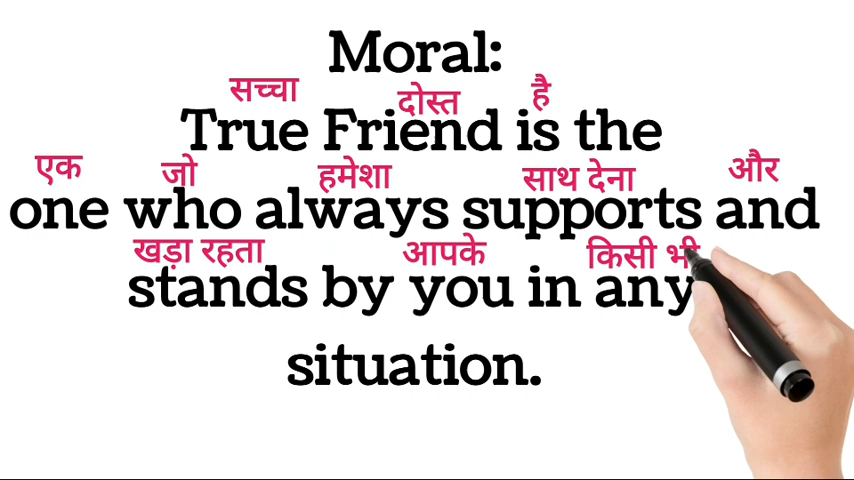 Moral:
सच्चा दोस्त है
True Friend is the
एक जो हमेशा साथ देना और
one who always supports and
खड़ा रहता आपके किसी भी
stands by you in any
situation.